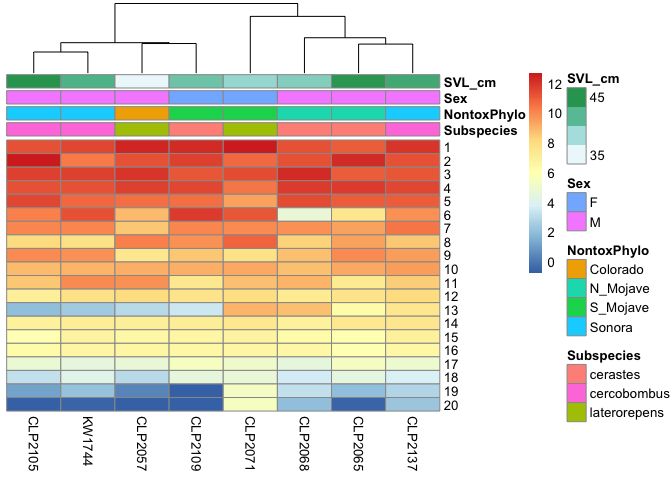 SVL_cm
Sex
NontoxPhylo
Subspecies
1
2
3
4
5
6
7
8
9
10
11
12
13
14
15
16
17
18
19
20
CLP2105
KW1744
CLP2057
CLP2109
CLP2071
CLP2068
CLP2065
CLP2137
12
10
8
6
4
2
0
SVL_cm
45
35
Sex
F
M
NontoxPhylo
Colorado
N_Mojave
S_Mojave
Sonora
Subspecies
cerastes
cercobombus
laterorepens